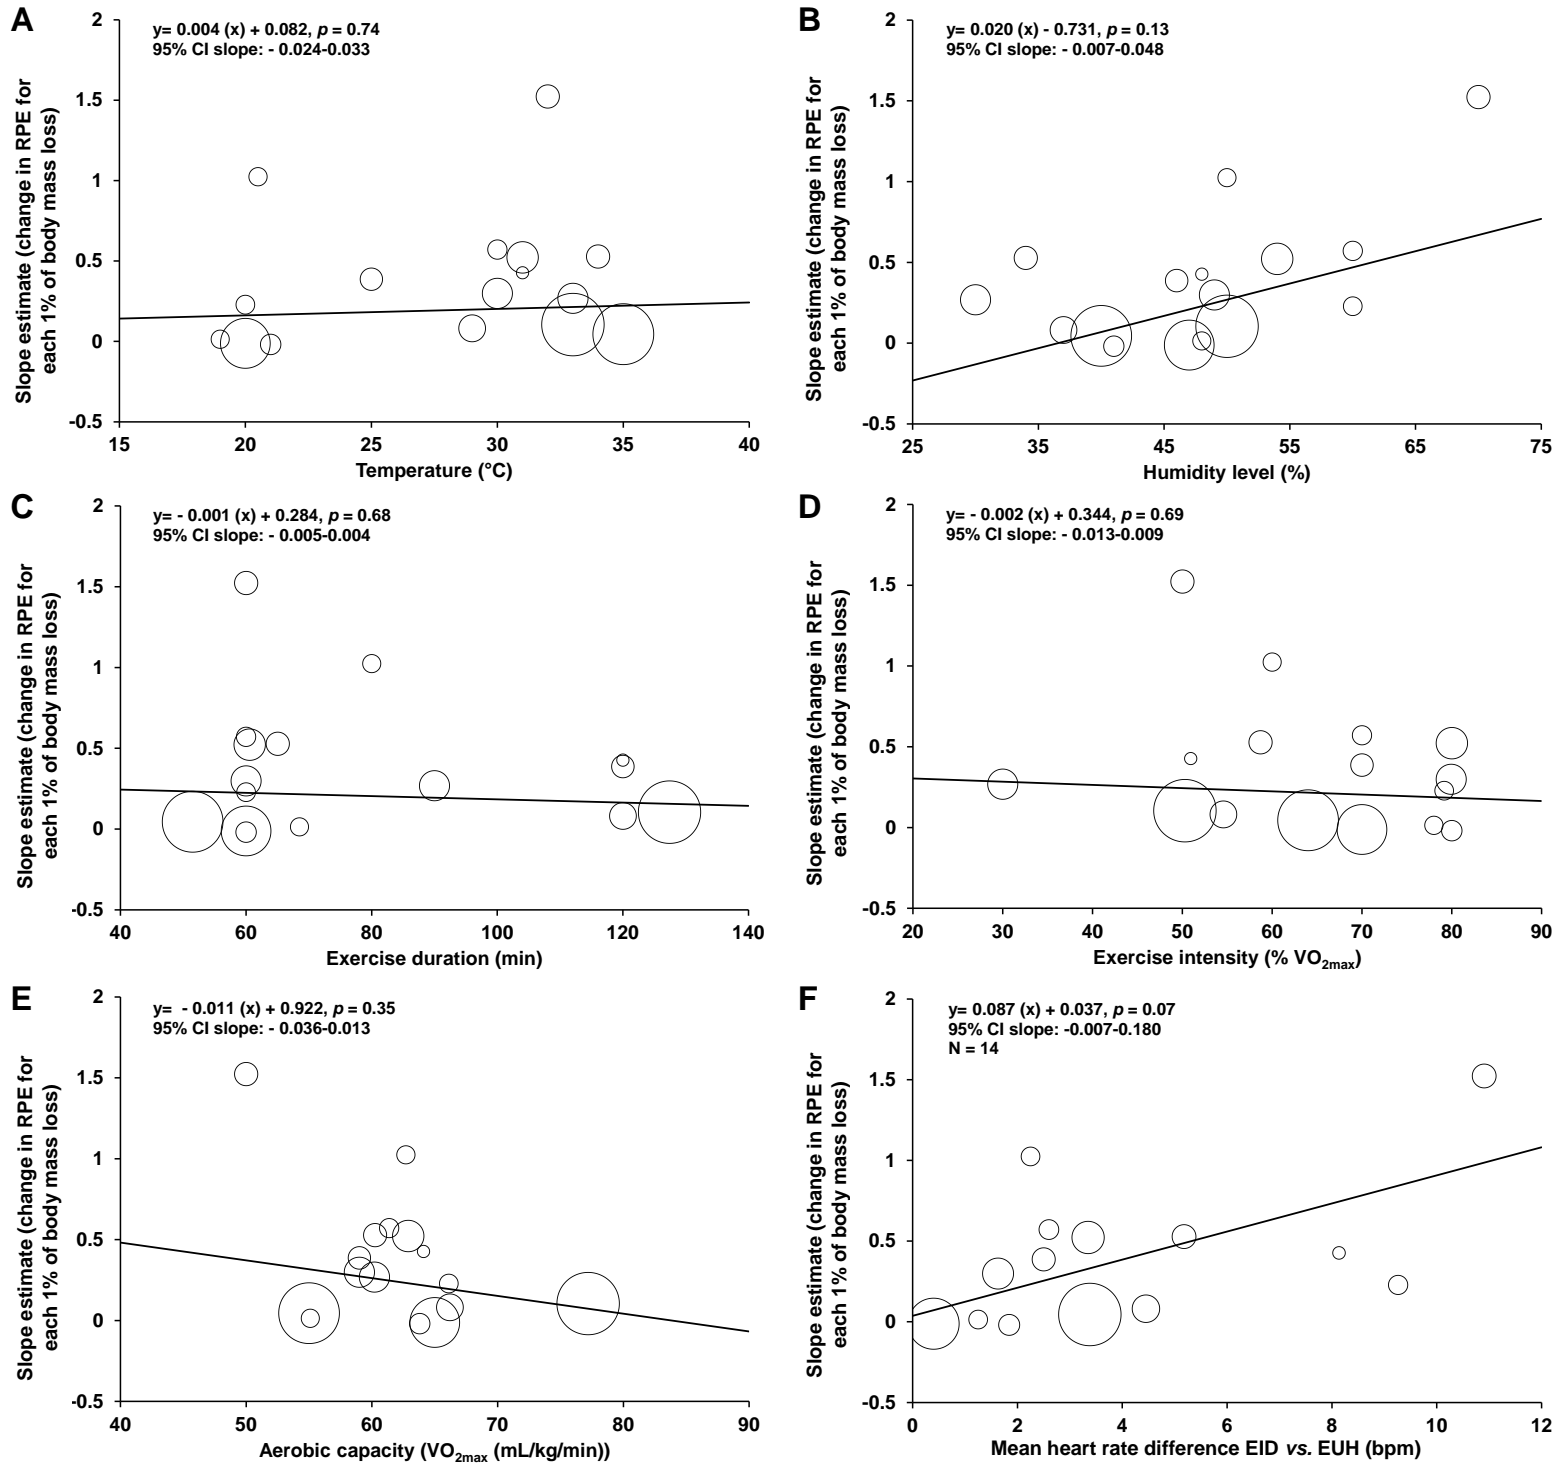 A
y= 0.004 (x) + 0.082, p = 0.74
95% CI slope: - 0.024-0.033
Slope estimate (change in RPE for
each 1% of body mass loss)
2
1.5
1
0.5
0
-0.5
15 20 25 30 35 40
Temperature (°C)
B
y= 0.020 (x) - 0.731, p = 0.13
95% CI slope: - 0.007-0.048
Slope estimate (change in RPE for
each 1% of body mass loss)
2
1.5
1
0.5
0
-0.5
25 35 45 55 65 75
Humidity level (%)
C
y= - 0.001 (x) + 0.284, p = 0.68
95% CI slope: - 0.005-0.004
Slope estimate (change in RPE for
each 1% of body mass loss)
2
1.5
1
0.5
0
-0.5
40 60 80 100 120 140
Exercise duration (min)
D
y= - 0.002 (x) + 0.344, p = 0.69
95% CI slope: - 0.013-0.009
Slope estimate (change in RPE for
each 1% of body mass loss)
2
1.5
1
0.5
0
-0.5
20 30 40 50 60 70 80 90
Exercise intensity (% VO2max)
E
y= - 0.011 (x) + 0.922, p = 0.35
95% CI slope: - 0.036-0.013
Slope estimate (change in RPE for
each 1% of body mass loss)
2
1.5
1
0.5
0
-0.5
40 50 60 70 80 90
Aerobic capacity (VO2max (mL/kg/min))
F
y= 0.087 (x) + 0.037, p = 0.07
95% CI slope: -0.007-0.180
N = 14
Slope estimate (change in RPE for
each 1% of body mass loss)
2
1.5
1
0.5
0
-0.5
0 2 4 6 8 10 12
Mean heart rate difference EID vs. EUH (bpm)